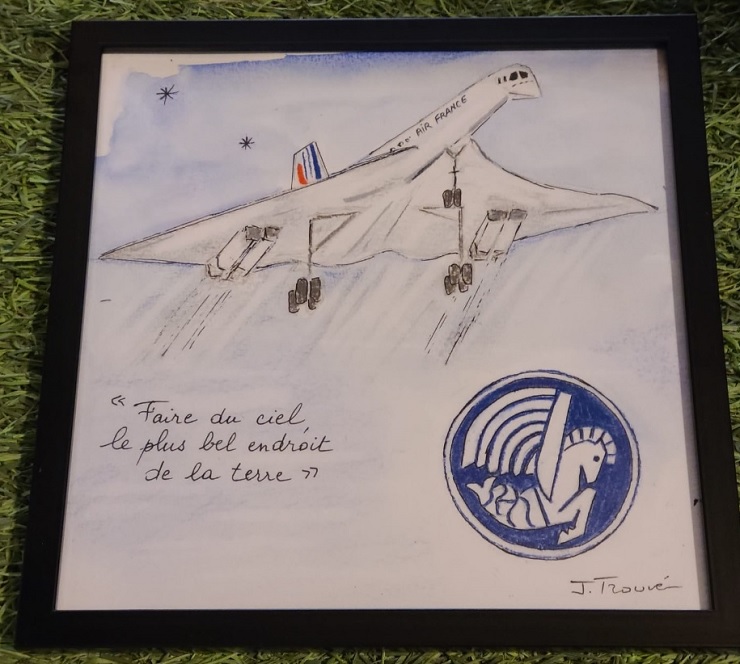 AIR FRANCE
« Faire du ciel,
le plus bel endroit
de la terre »
J. Trouvé